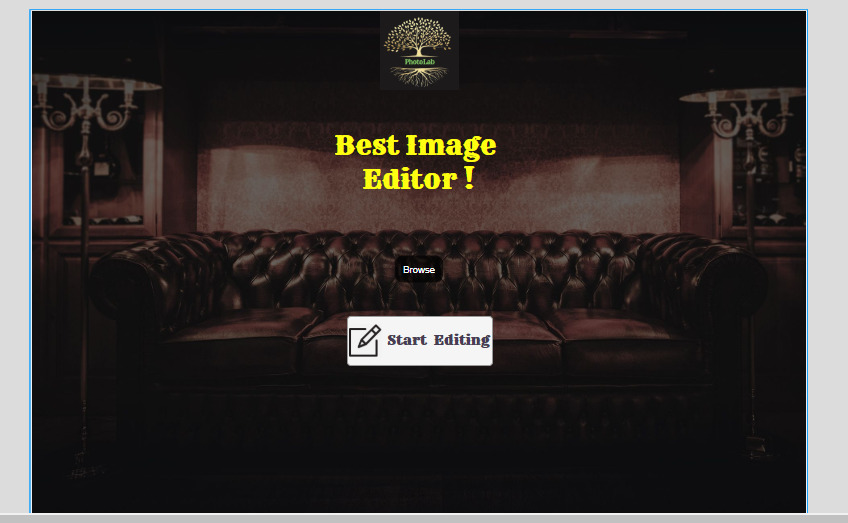 PhotoLab
Best Image
Editor !
Browse
Start Editing